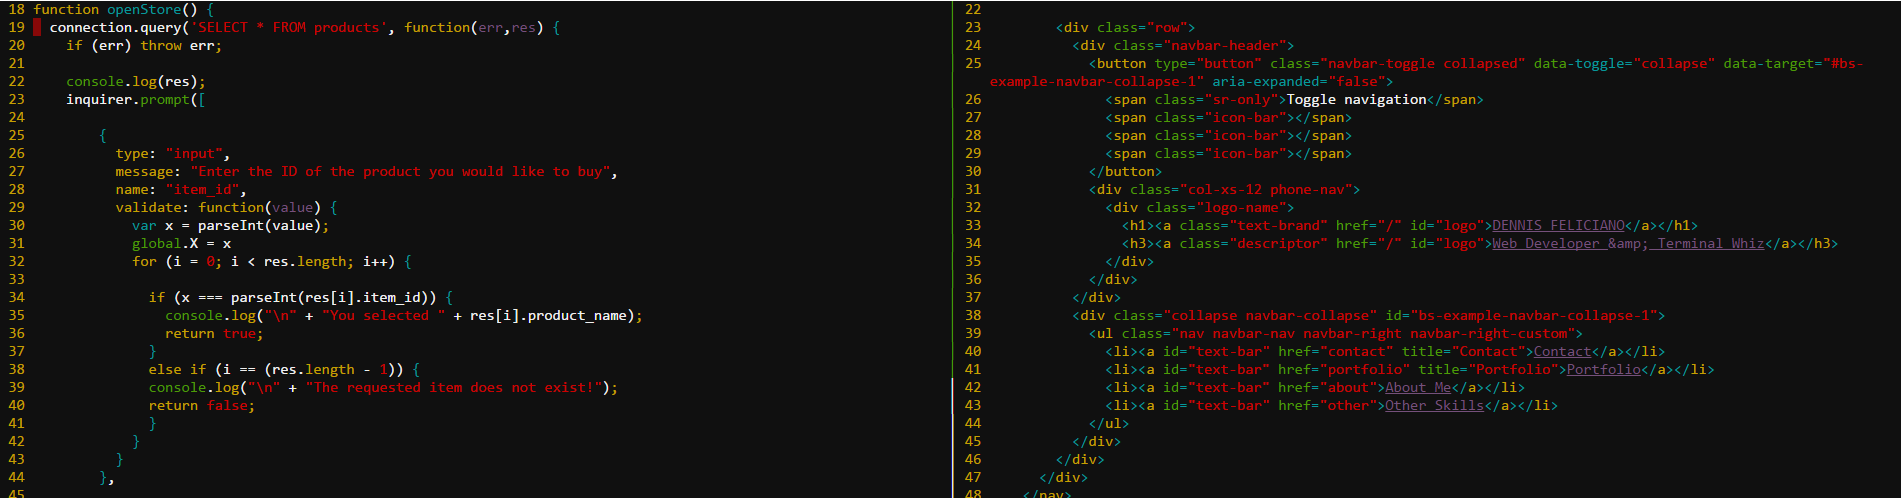 18 function openStore() {
19   connection.query('SELECT * FROM products', function(err,res) {
20     if (err) throw err;
21
22     console.log(res);
23     inquirer.prompt([
24
25         {
26           type: "input",
27           message: "Enter the ID of the product you would like to buy",
28           name: "item_id",
29           validate: function(value) {
30             var x = parseInt(value);
31             global.X = x
32             for (i = 0; i < res.length; i++) {
33
34               if (x === parseInt(res[i].item_id)) {
35                 console.log("\n" + "You selected " + res[i].product_name);
36                 return true;
37               }
38               else if (i == (res.length - 1)) {
39               console.log("\n" + "The requested item does not exist!");
40               return false;
41               }
42             }
43           }
44         },
45
22
23         <div class="row">
24           <div class="navbar-header">
25             <button type="button" class="navbar-toggle collapsed" data-toggle="collapse" data-target="#bs-
example-navbar-collapse-1" aria-expanded="false">
26               <span class="sr-only">Toggle navigation</span>
27               <span class="icon-bar"></span>
28               <span class="icon-bar"></span>
29               <span class="icon-bar"></span>
30             </button>
31             <div class="col-xs-12 phone-nav">
32               <div class="logo-name">
33                 <h1><a class="text-brand" href="/" id="logo">DENNIS FELICIANO</a></h1>
34                 <h3><a class="descriptor" href="/" id="logo">Web Developer &amp; Terminal Whiz</a></h3>
35               </div>
36             </div>
37           </div>
38           <div class="collapse navbar-collapse" id="bs-example-navbar-collapse-1">
39             <ul class="nav navbar-nav navbar-right navbar-right-custom">
40               <li><a id="text-bar" href="contact" title="Contact">Contact</a></li>
41               <li><a id="text-bar" href="portfolio" title="Portfolio">Portfolio</a></li>
42               <li><a id="text-bar" href="about">About Me</a></li>
43               <li><a id="text-bar" href="other">Other Skills</a></li>
44             </ul>
45           </div>
46         </div>
47       </div>
48     </nav>